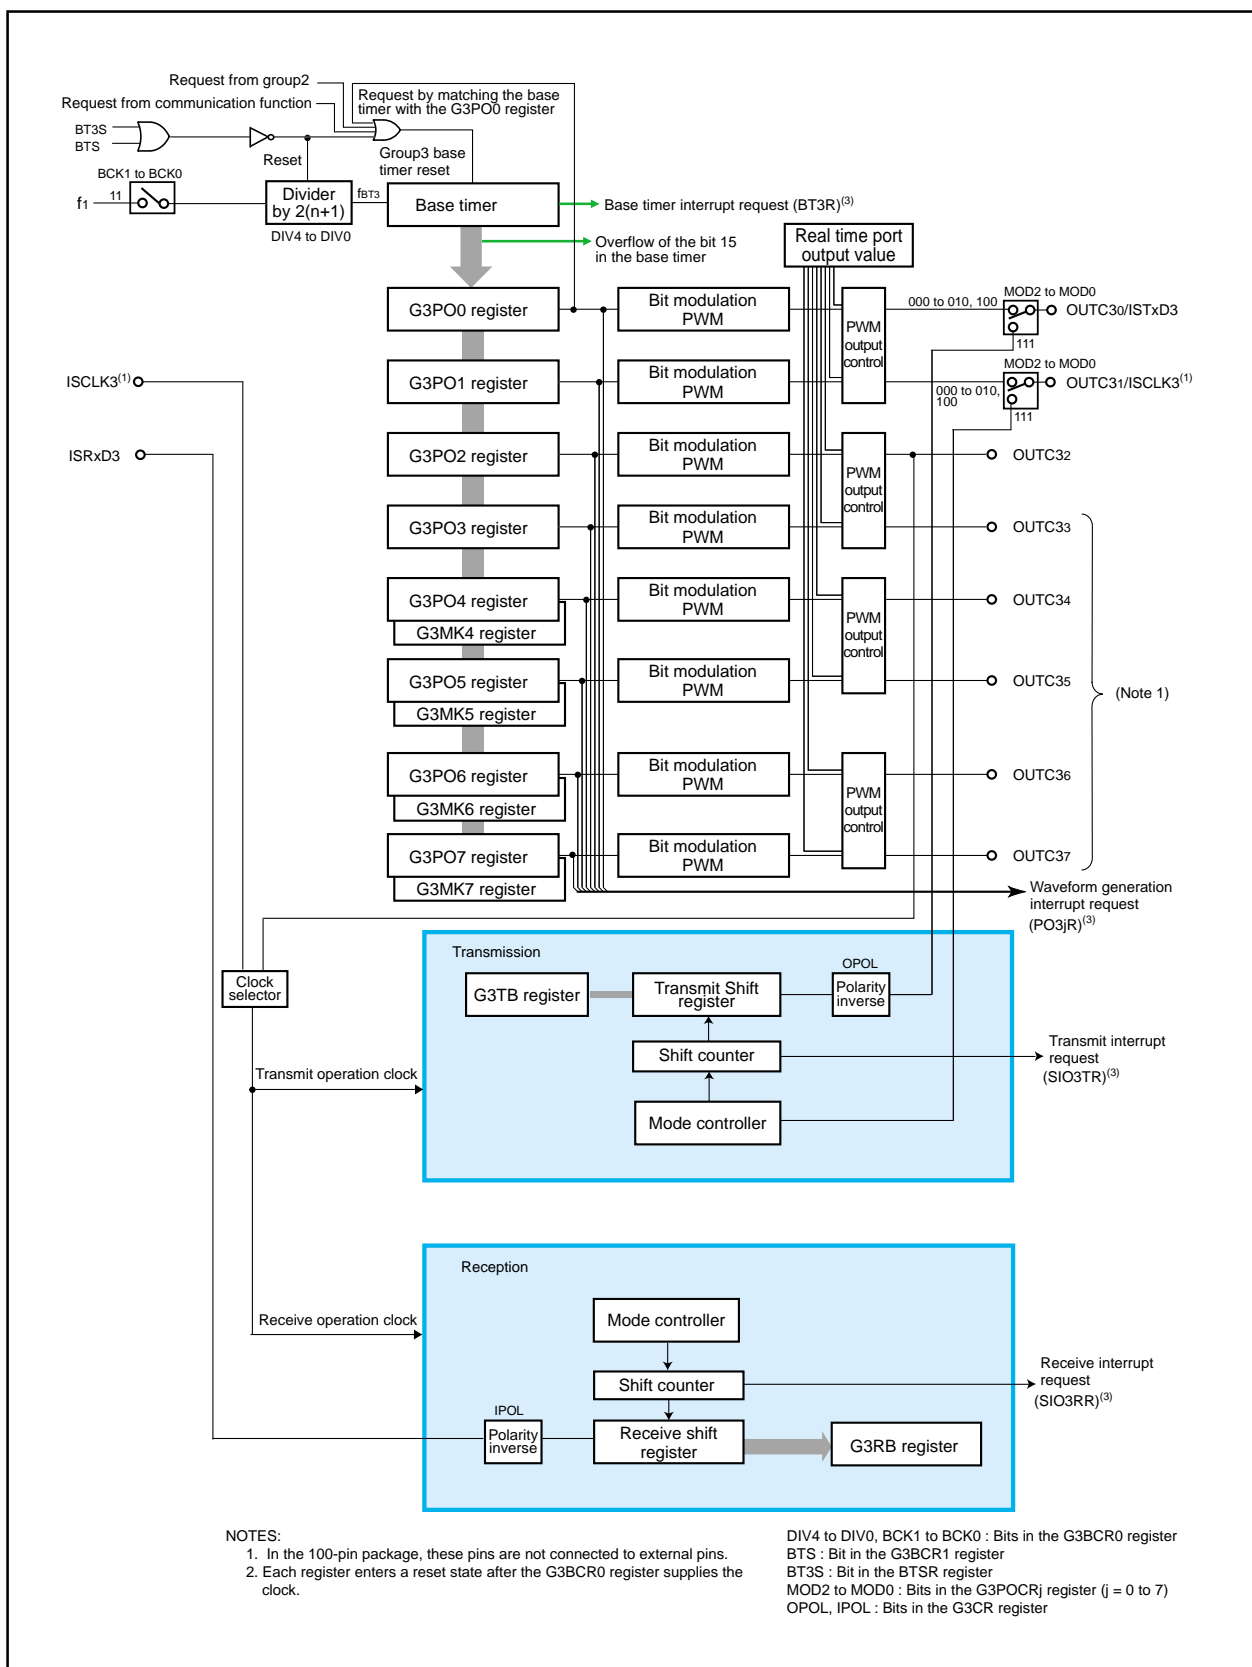 Request from group2
Request from communication function
Request by matching the base
timer with the G3PO0 register
BT3S
BTS
Reset
Group3 base
timer reset
BCK1 to BCK0
f1
11
Divider
by 2(n+1)
fBT3
Base timer
DIV4 to DIV0
Base timer interrupt request (BT3R)(3)
Overflow of the bit 15
in the base timer
Real time port
output value
G3PO0 register
Bit modulation
PWM
PWM
output
control
000 to 010, 100
MOD2 to MOD0
OUTC30/ISTxD3
111
ISCLK3(1)
G3PO1 register
Bit modulation
PWM
000 to 010,
100
MOD2 to MOD0
OUTC31/ISCLK3(1)
111
ISRxD3
G3PO2 register
Bit modulation
PWM
PWM
output
control
OUTC32
G3PO3 register
Bit modulation
PWM
OUTC33
G3PO4 register
G3MK4 register
Bit modulation
PWM
PWM
output
control
OUTC34
G3PO5 register
G3MK5 register
Bit modulation
PWM
OUTC35
(Note 1)
G3PO6 register
G3MK6 register
Bit modulation
PWM
PWM
output
control
OUTC36
G3PO7 register
G3MK7 register
Bit modulation
PWM
OUTC37
Waveform generation
interrupt request
(PO3jR)(3)
Clock
selector
Transmission
G3TB register
Transmit Shift
register
OPOL
Polarity
inverse
Shift counter
Transmit interrupt
request
(SIO3TR)(3)
Transmit operation clock
Mode controller
Reception
Receive operation clock
Mode controller
Shift counter
Receive interrupt
request
(SIO3RR)(3)
IPOL
Polarity
inverse
Receive shift
register
G3RB register
NOTES:
1. In the 100-pin package, these pins are not connected to external pins.
2. Each register enters a reset state after the G3BCR0 register supplies the
clock.
DIV4 to DIV0, BCK1 to BCK0 : Bits in the G3BCR0 register
BTS : Bit in the G3BCR1 register
BT3S : Bit in the BTSR register
MOD2 to MOD0 : Bits in the G3POCRj register (j = 0 to 7)
OPOL, IPOL : Bits in the G3CR register